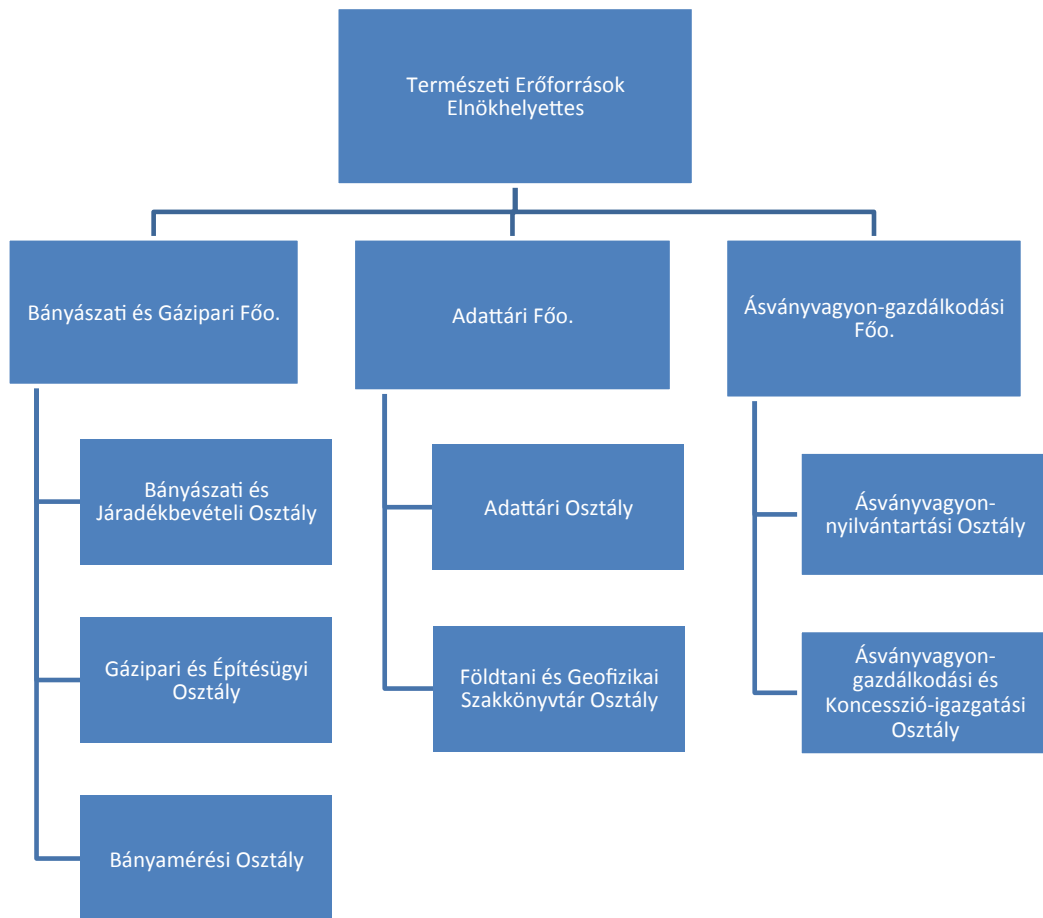 Természeti Erőforrások
Elnökhelyettes
Bányászati és Gázipari Főo.
Adattári Főo.
Ásványvagyon-gazdálkodási
Főo.
Bányászati és
Járadékbevételi Osztály
Adattári Osztály
Ásványvagyon-
nyilvántartási Osztály
Gázipari és Építésügyi
Osztály
Földtani és Geofizikai
Szakkönyvtár Osztály
Ásványvagyon-
gazdálkodási és
Koncesszió-igazgatási
Osztály
Bányamérési Osztály